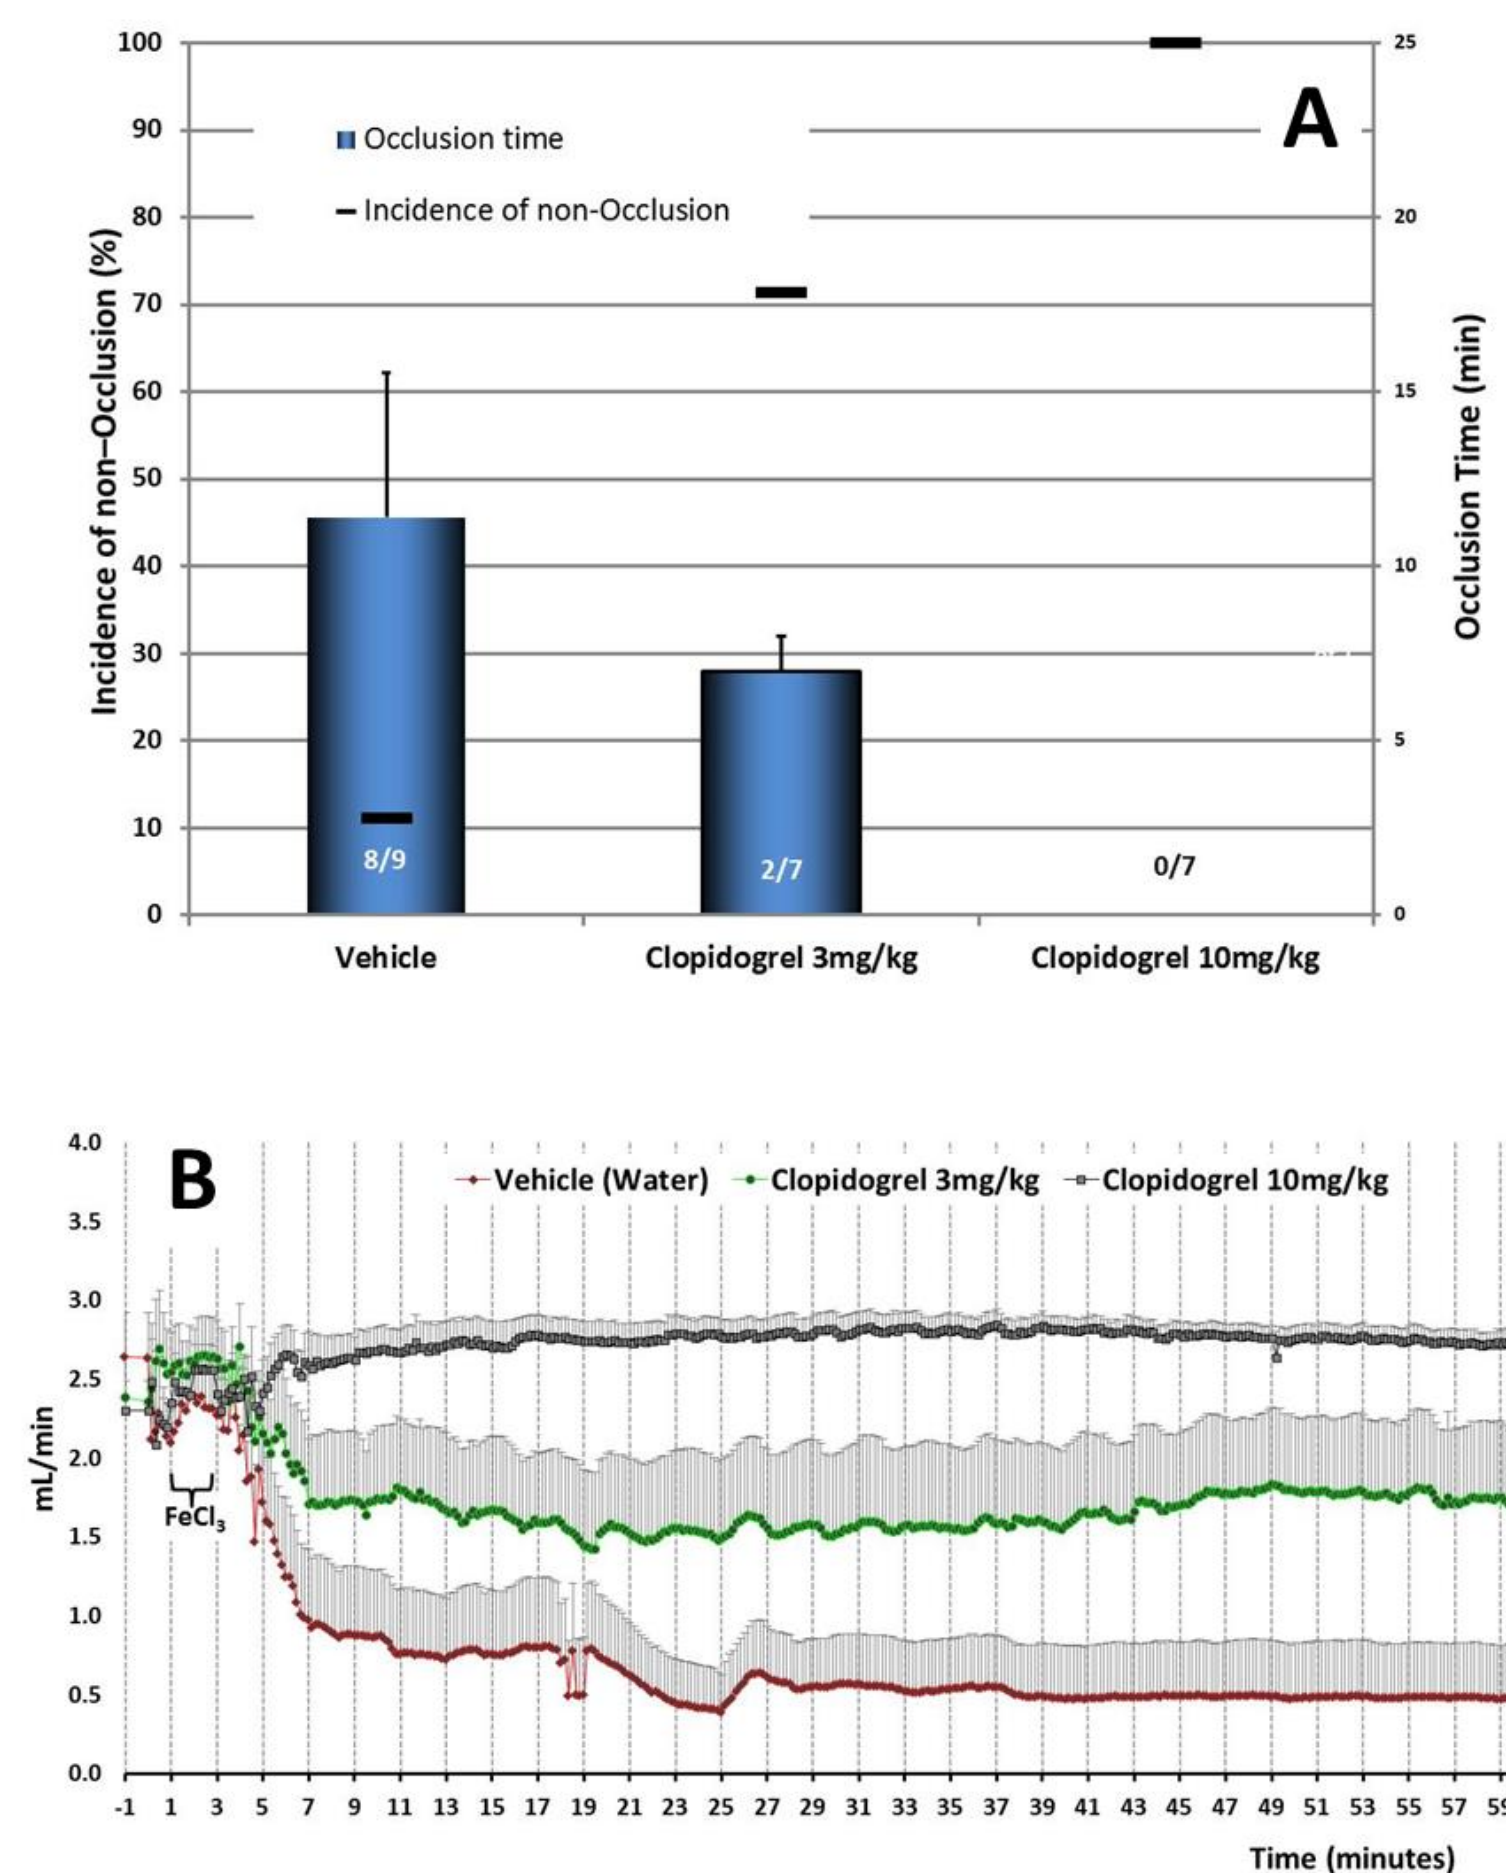 100
90
80
70
60
50
40
30
20
10
0
Incidence of non–Occlusion (%)
Occlusion time
Incidence of non-Occlusion
A
25
20
15
10
5
0
Occlusion Time (min)
8/9
2/7
0/7
Vehicle Clopidogrel 3mg/kg Clopidogrel 10mg/kg
B
Vehicle (Water) Clopidogrel 3mg/kg Clopidogrel 10mg/kg
4.0
3.5
3.0
2.5
2.0
1.5
1.0
0.5
0.0
mL/min
FeCl₃
-1 1 3 5 7 9 11 13 15 17 19 21 23 25 27 29 31 33 35 37 39 41 43 45 47 49 51 53 55 57 59
Time (minutes)